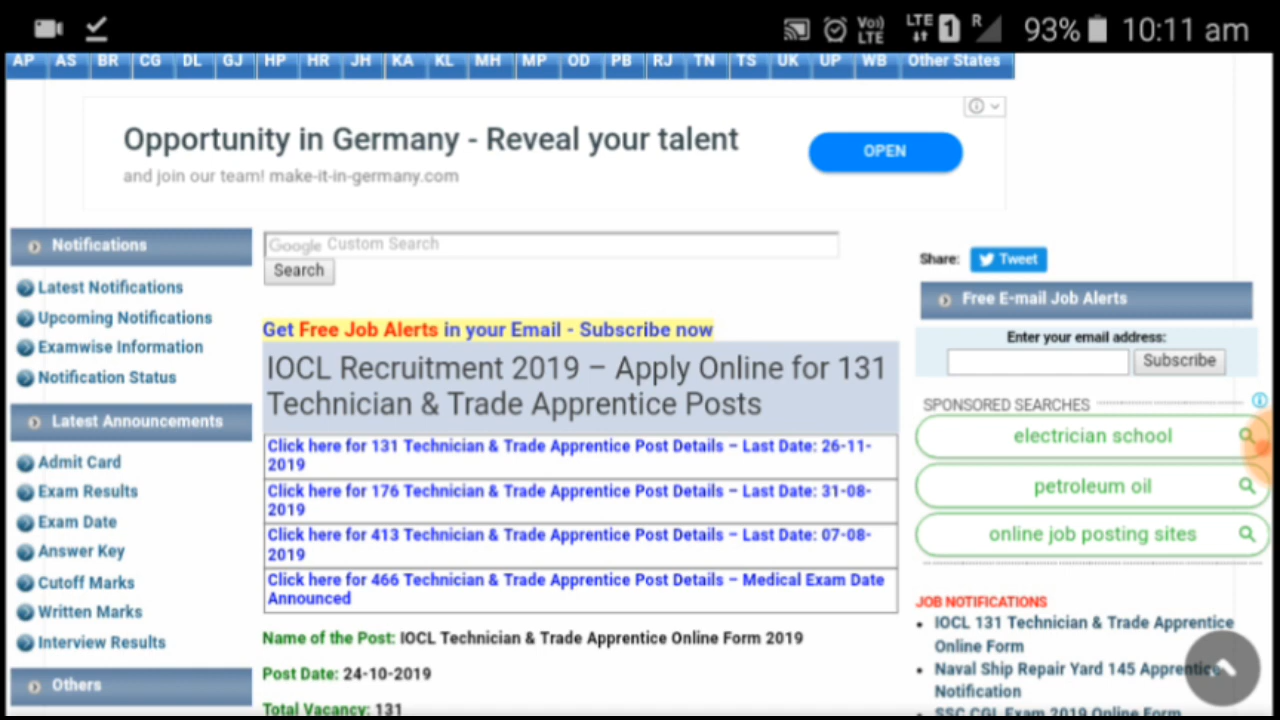 Vo)
LTE
LTE
1
R
93%
10:11 am
AP AS BR CG DL GJ HP HR JH KA KL MH MP OD PB RJ TN TS UK UP WB Other States
Opportunity in Germany - Reveal your talent
and join our team! make-it-in-germany.com
OPEN
Notifications
Latest Notifications
Upcoming Notifications
Examwise Information
Notification Status
Latest Announcements
Admit Card
Exam Results
Exam Date
Answer Key
Cutoff Marks
Written Marks
Interview Results
Others
Google Custom Search
Search
Get Free Job Alerts in your Email - Subscribe now
IOCL Recruitment 2019 – Apply Online for 131
Technician & Trade Apprentice Posts
Click here for 131 Technician & Trade Apprentice Post Details – Last Date: 26-11-
2019
Click here for 176 Technician & Trade Apprentice Post Details – Last Date: 31-08-
2019
Click here for 413 Technician & Trade Apprentice Post Details – Last Date: 07-08-
2019
Click here for 466 Technician & Trade Apprentice Post Details – Medical Exam Date
Announced
Name of the Post: IOCL Technician & Trade Apprentice Online Form 2019
Post Date: 24-10-2019
Total Vacancy: 131
Share: Tweet
Free E-mail Job Alerts
Enter your email address:
Subscribe
SPONSORED SEARCHES
electrician school
petroleum oil
online job posting sites
JOB NOTIFICATIONS
IOCL 131 Technician & Trade Apprentice
Online Form
Naval Ship Repair Yard 145 Apprentice
Notification
SSC CGL Exam 2019 Online Form